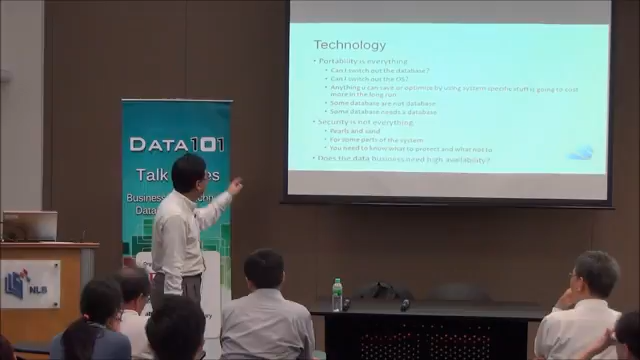 Technology
• Portability is everything
• Can I switch out the database?
• Can I switch out the OS?
• Anything u can save or optimize by using system specific stuff is going to cost
more in the long run
• Some database are not database
• Some database needs a database
• Security is not everything
• Pearls and sand
• For some parts of the system
• You need to know what to protect and what not to
• Does the data business need high availability?
DATA101
Talk
Business
Data
NLB